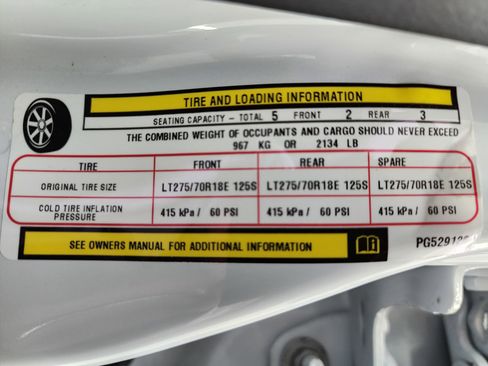 TIRE AND LOADING INFORMATION
SEATING CAPACITY - TOTAL 5 FRONT 2 REAR 3
THE COMBINED WEIGHT OF OCCUPANTS AND CARGO SHOULD NEVER EXCEED
967 KG OR 2134 LB
TIRE FRONT REAR SPARE
ORIGINAL TIRE SIZE LT275/70R18E 125S LT275/70R18E 125S LT275/70R18E 125S
COLD TIRE INFLATION PRESSURE 415 kPa / 60 PSI 415 kPa / 60 PSI 415 kPa / 60 PSI
SEE OWNERS MANUAL FOR ADDITIONAL INFORMATION